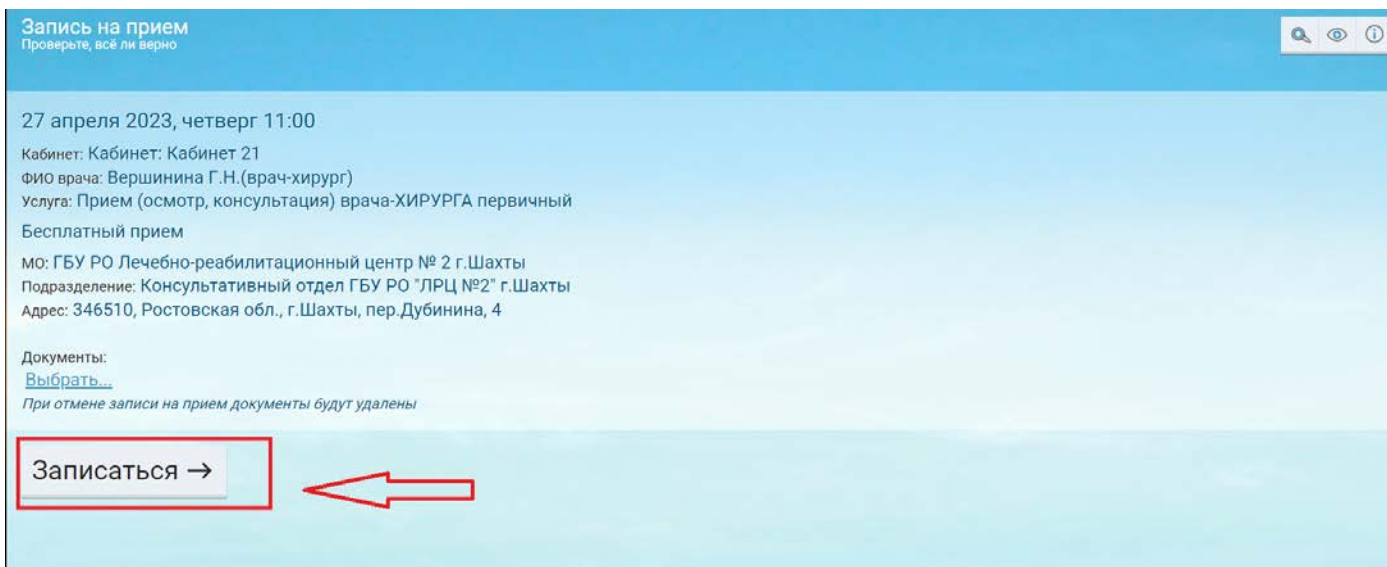 Запись на прием
Проверьте, всё ли верно
27 апреля 2023, четверг 11:00
Кабинет: Кабинет: Кабинет 21
ФИО врача: Вершинина Г.Н.(врач-хирург)
Услуга: Прием (осмотр, консультация) врача-ХИРУРГА первичный
Бесплатный прием
МО: ГБУ РО Лечебно-реабилитационный центр № 2 г.Шахты
Подразделение: Консультативный отдел ГБУ РО "ЛРЦ №2" г.Шахты
Адрес: 346510, Ростовская обл., г.Шахты, пер.Дубинина, 4
Документы:
Выбрать...
При отмене записи на прием документы будут удалены
Записаться →